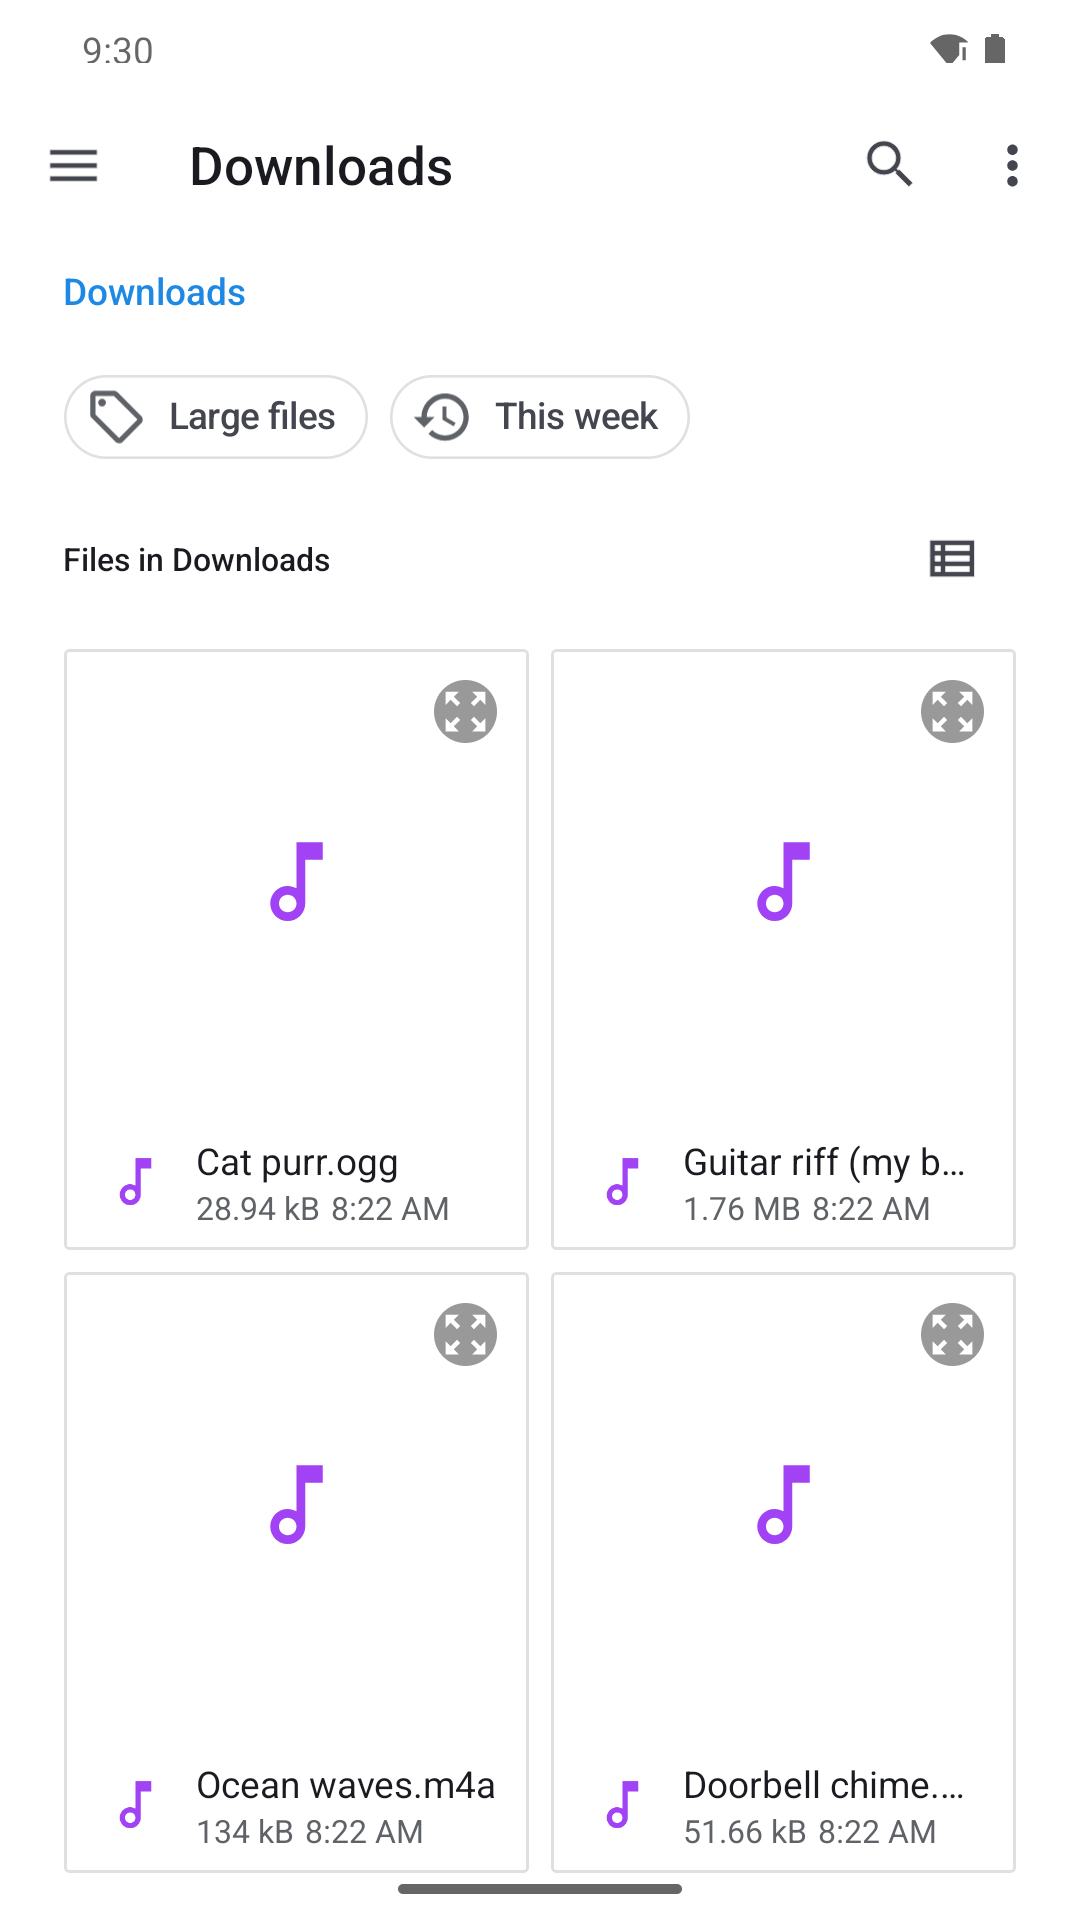 9:30
Downloads
Downloads
Large files
This week
Files in Downloads
Cat purr.ogg
28.94 kB 8:22 AM
Guitar riff (my b…
1.76 MB 8:22 AM
Ocean waves.m4a
134 kB 8:22 AM
Doorbell chime.…
51.66 kB 8:22 AM